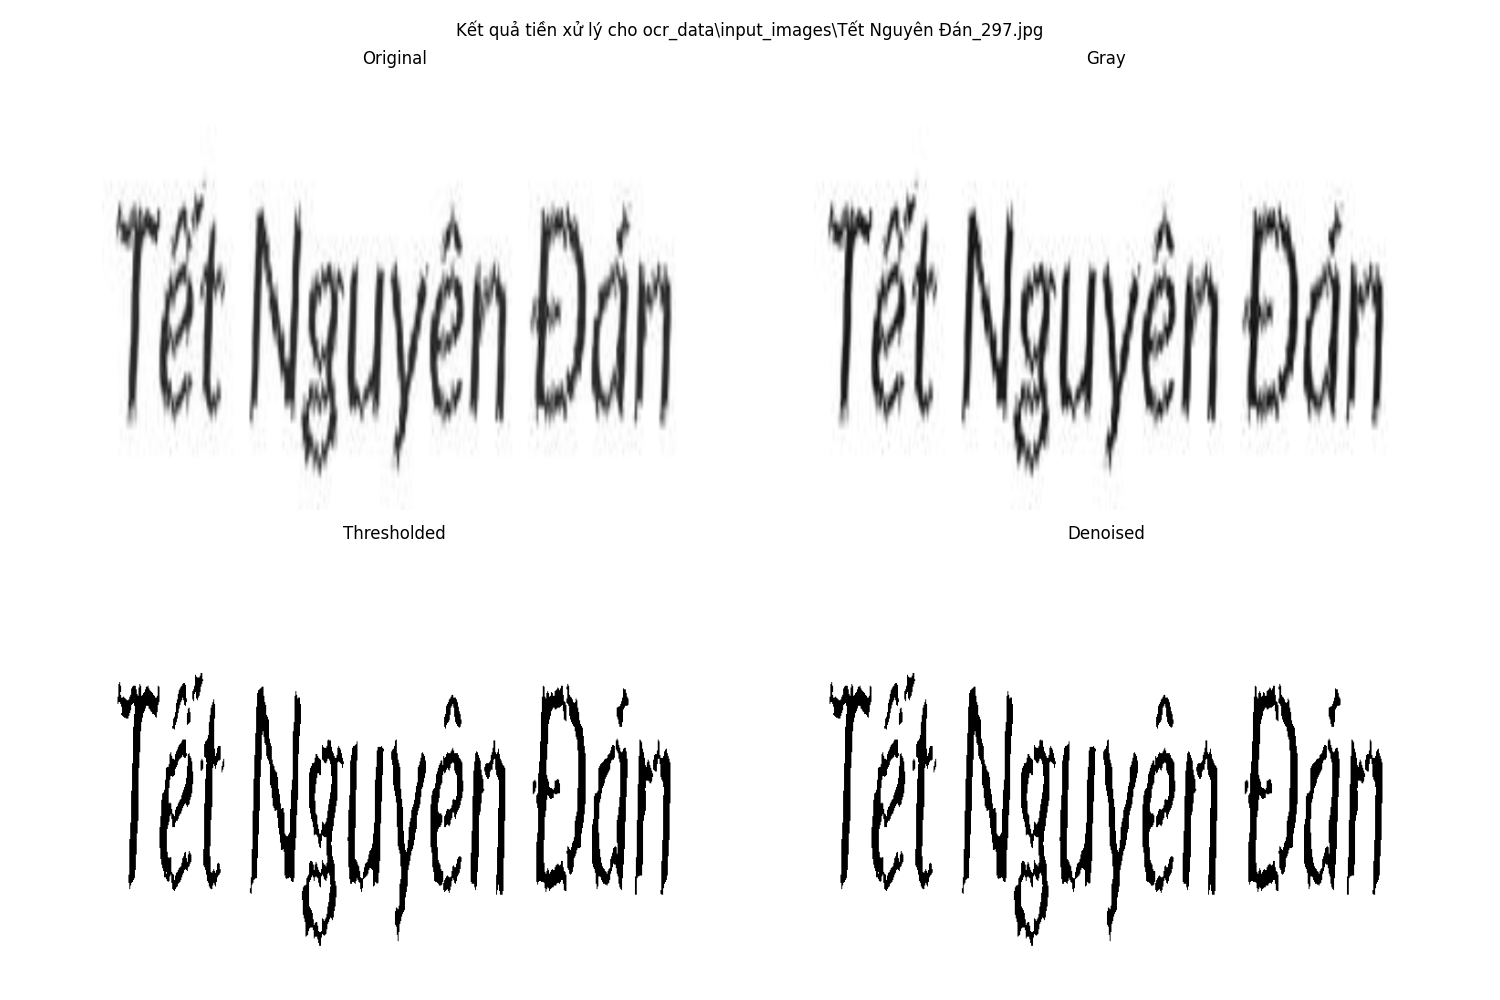 Kết quả tiền xử lý cho ocr_data\input_images\Tết Nguyên Đán_297.jpg
Original
Gray
Tết Nguyên Đán
Tết Nguyên Đán
Thresholded
Denoised
Tết Nguyên Đán
Tết Nguyên Đán